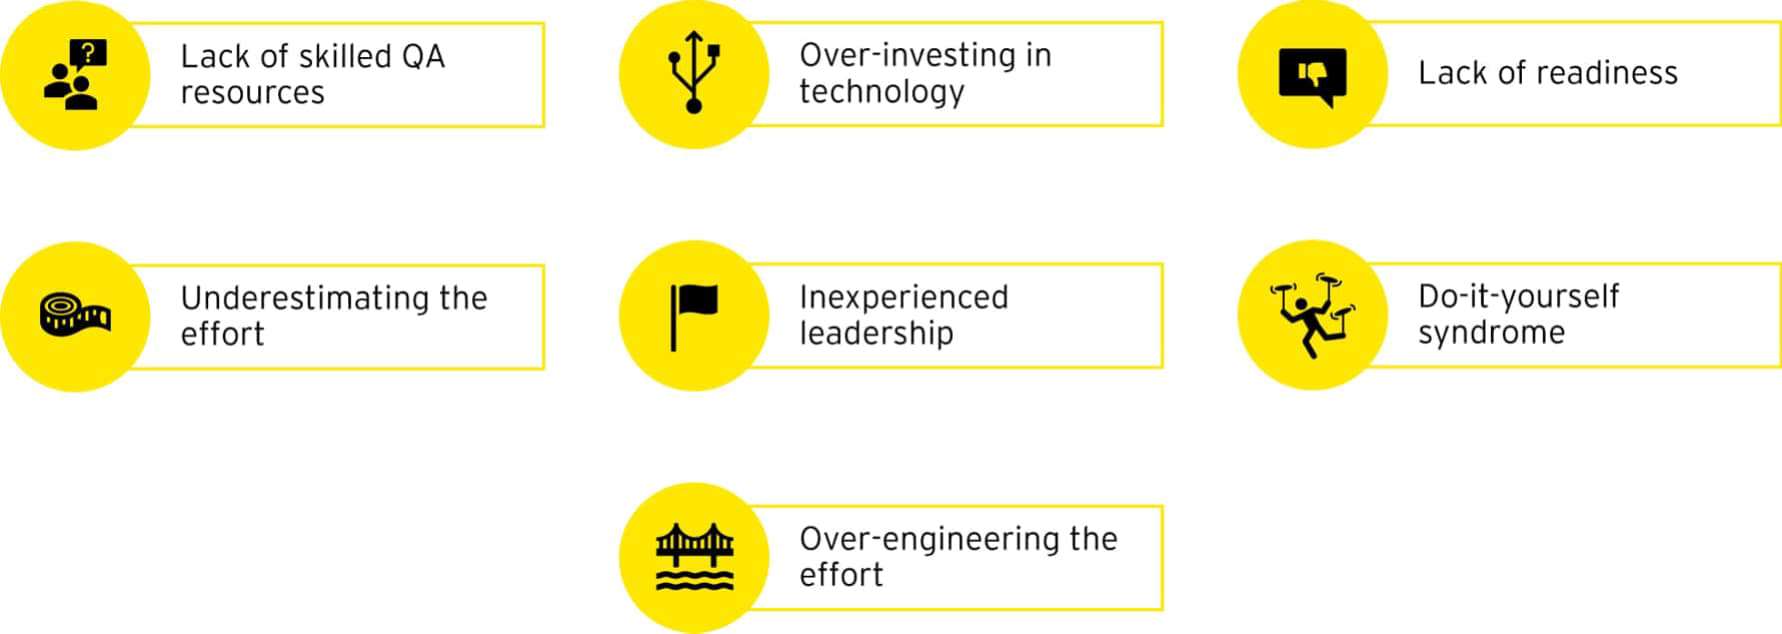 ?
Lack of skilled QA
resources
Over-investing in
technology
Lack of readiness
Underestimating the
effort
Inexperienced
leadership
Do-it-yourself
syndrome
Over-engineering the
effort